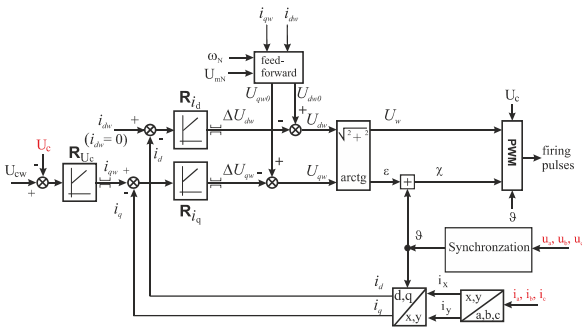 i_qw i_dw
ω_N
U_mN
feed-
forward
U_qw0 U_dw0
R_id
i_dw + -
(i_dw = 0)
i_d
ΔU_dw - U_dw
+
√ 2 + 2
U_w
U_c
PWM
firing
pulses
U_c
-
R_Uc
U_cw
+
i_qw + -
i_q
R_iq
+
ΔU_qw - U_qw
arctg
ε + χ
ϑ
ϑ
Synchronzation
u_a, u_b, u
i_d
i_q
d,q
x,y
i_x
i_y
x,y
a,b,c
i_a, i_b, i_c